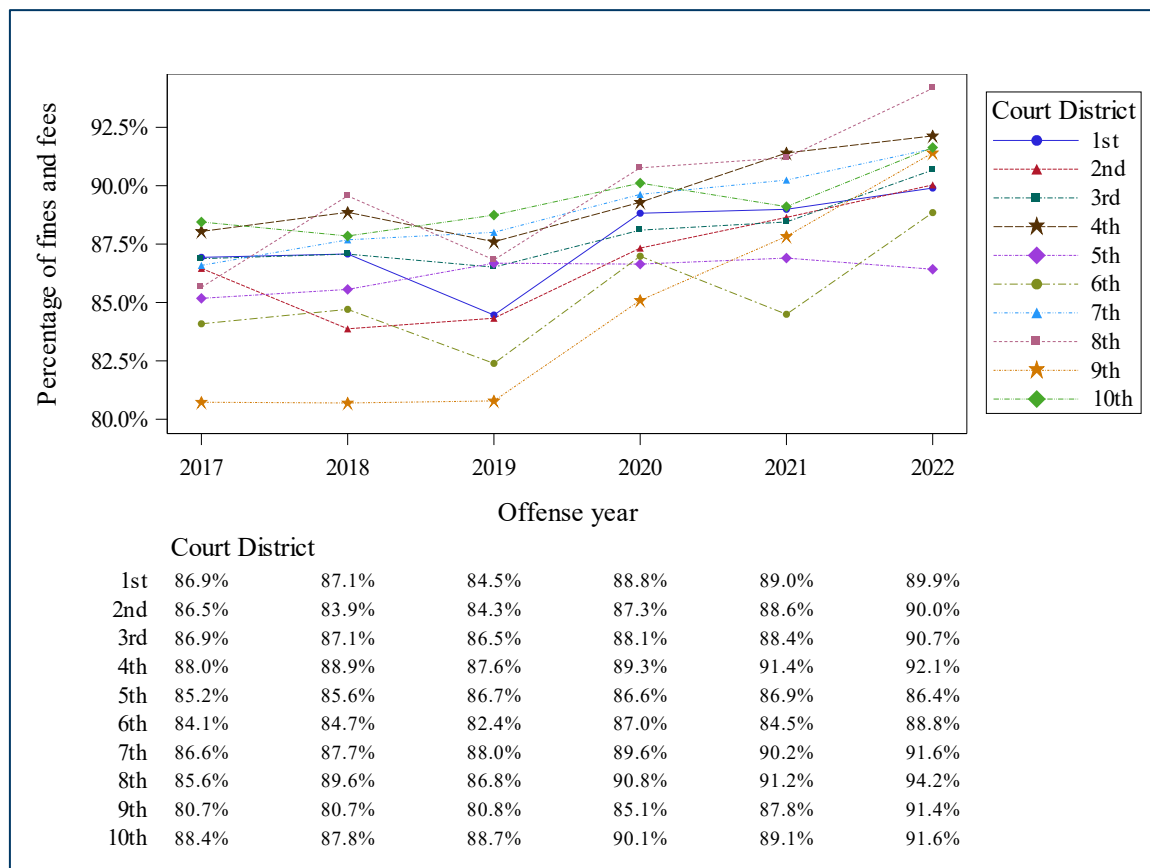 Percentage of fines and fees
92.5%
90.0%
87.5%
85.0%
82.5%
80.0%
2017 2018 2019 2020 2021 2022
Offense year
Court District
1st
2nd
3rd
4th
5th
6th
7th
8th
9th
10th
Court District
1st 86.9% 87.1% 84.5% 88.8% 89.0% 89.9%
2nd 86.5% 83.9% 84.3% 87.3% 88.6% 90.0%
3rd 86.9% 87.1% 86.5% 88.1% 88.4% 90.7%
4th 88.0% 88.9% 87.6% 89.3% 91.4% 92.1%
5th 85.2% 85.6% 86.7% 86.6% 86.9% 86.4%
6th 84.1% 84.7% 82.4% 87.0% 84.5% 88.8%
7th 86.6% 87.7% 88.0% 89.6% 90.2% 91.6%
8th 85.6% 89.6% 86.8% 90.8% 91.2% 94.2%
9th 80.7% 80.7% 80.8% 85.1% 87.8% 91.4%
10th 88.4% 87.8% 88.7% 90.1% 89.1% 91.6%